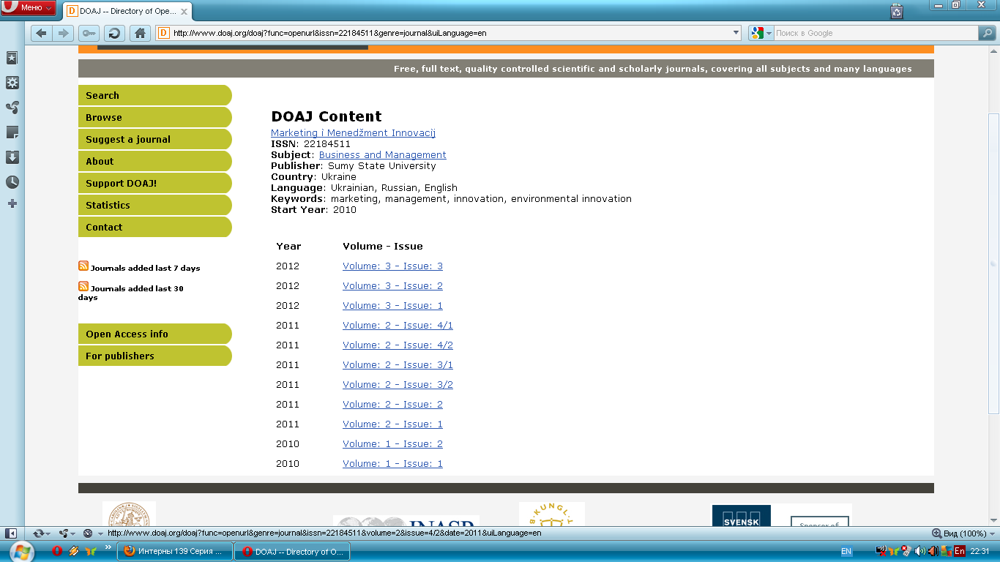 Меню
DOAJ -- Directory of Ope...
http://www.doaj.org/doaj?func=openurl&issn=22184511&genre=journal&uiLanguage=en
Поиск в Google
Free, full text, quality controlled scientific and scholarly journals, covering all subjects and many languages
Search
Browse
Suggest a journal
About
Support DOAJ!
Statistics
Contact
Journals added last 7 days
Journals added last 30
days
Open Access info
For publishers
DOAJ Content
Marketing ì Menedžment Innovacij
ISSN: 22184511
Subject: Business and Management
Publisher: Sumy State University
Country: Ukraine
Language: Ukrainian, Russian, English
Keywords: marketing, management, innovation, environmental innovation
Start Year: 2010
Year Volume - Issue
2012 Volume: 3 - Issue: 3
2012 Volume: 3 - Issue: 2
2012 Volume: 3 - Issue: 1
2011 Volume: 2 - Issue: 4/1
2011 Volume: 2 - Issue: 4/2
2011 Volume: 2 - Issue: 3/1
2011 Volume: 2 - Issue: 3/2
2011 Volume: 2 - Issue: 2
2011 Volume: 2 - Issue: 1
2010 Volume: 1 - Issue: 2
2010 Volume: 1 - Issue: 1
INASP
B·KUNGL·T
SVENSK
Sponsor of
http://www.doaj.org/doaj?func=openurl&genre=journal&issn=22184511&volume=2&issue=4/2&date=2011&uiLanguage=en
Вид (100%)
Интерны 139 Серия ...
DOAJ -- Directory of O...
EN
En
22:31